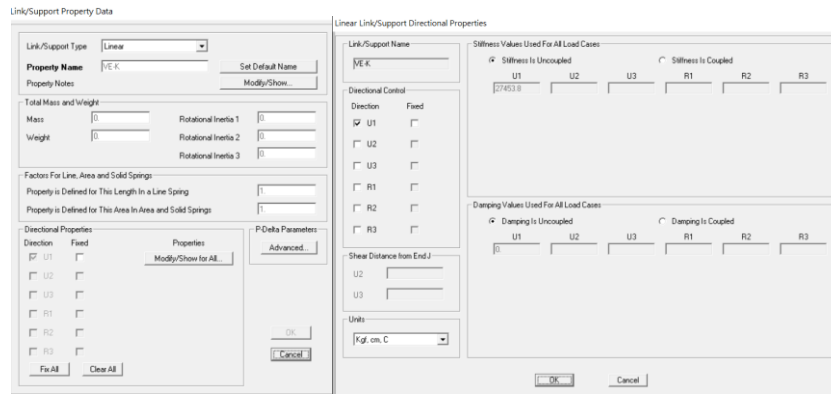 Link/Support Property Data
Link/Support Type Linear
Property Name VE-K Set Default Name
Property Notes Modify/Show...
Total Mass and Weight
Mass 0. Rotational Inertia 1 0.
Weight 0. Rotational Inertia 2 0.
Rotational Inertia 3 0.
Factors For Line, Area and Solid Springs
Property is Defined for This Length In a Line Spring 1.
Property is Defined for This Area In Area and Solid Springs 1.
Directional Properties
Direction Fixed Properties
U1 Modify/Show for All...
U2
U3
R1
R2
R3
Fix All Clear All
P-Delta Parameters
Advanced...
OK
Cancel
Linear Link/Support Directional Properties
Link/Support Name
VE-K
Directional Control
Direction Fixed
U1
U2
U3
R1
R2
R3
Shear Distance from End J
U2
U3
Units
Kgf, cm, C
Stiffness Values Used For All Load Cases
Stiffness Is Uncoupled Stiffness Is Coupled
U1 U2 U3 R1 R2 R3
27453.8
Damping Values Used For All Load Cases
Damping Is Uncoupled Damping Is Coupled
U1 U2 U3 R1 R2 R3
0.
OK Cancel